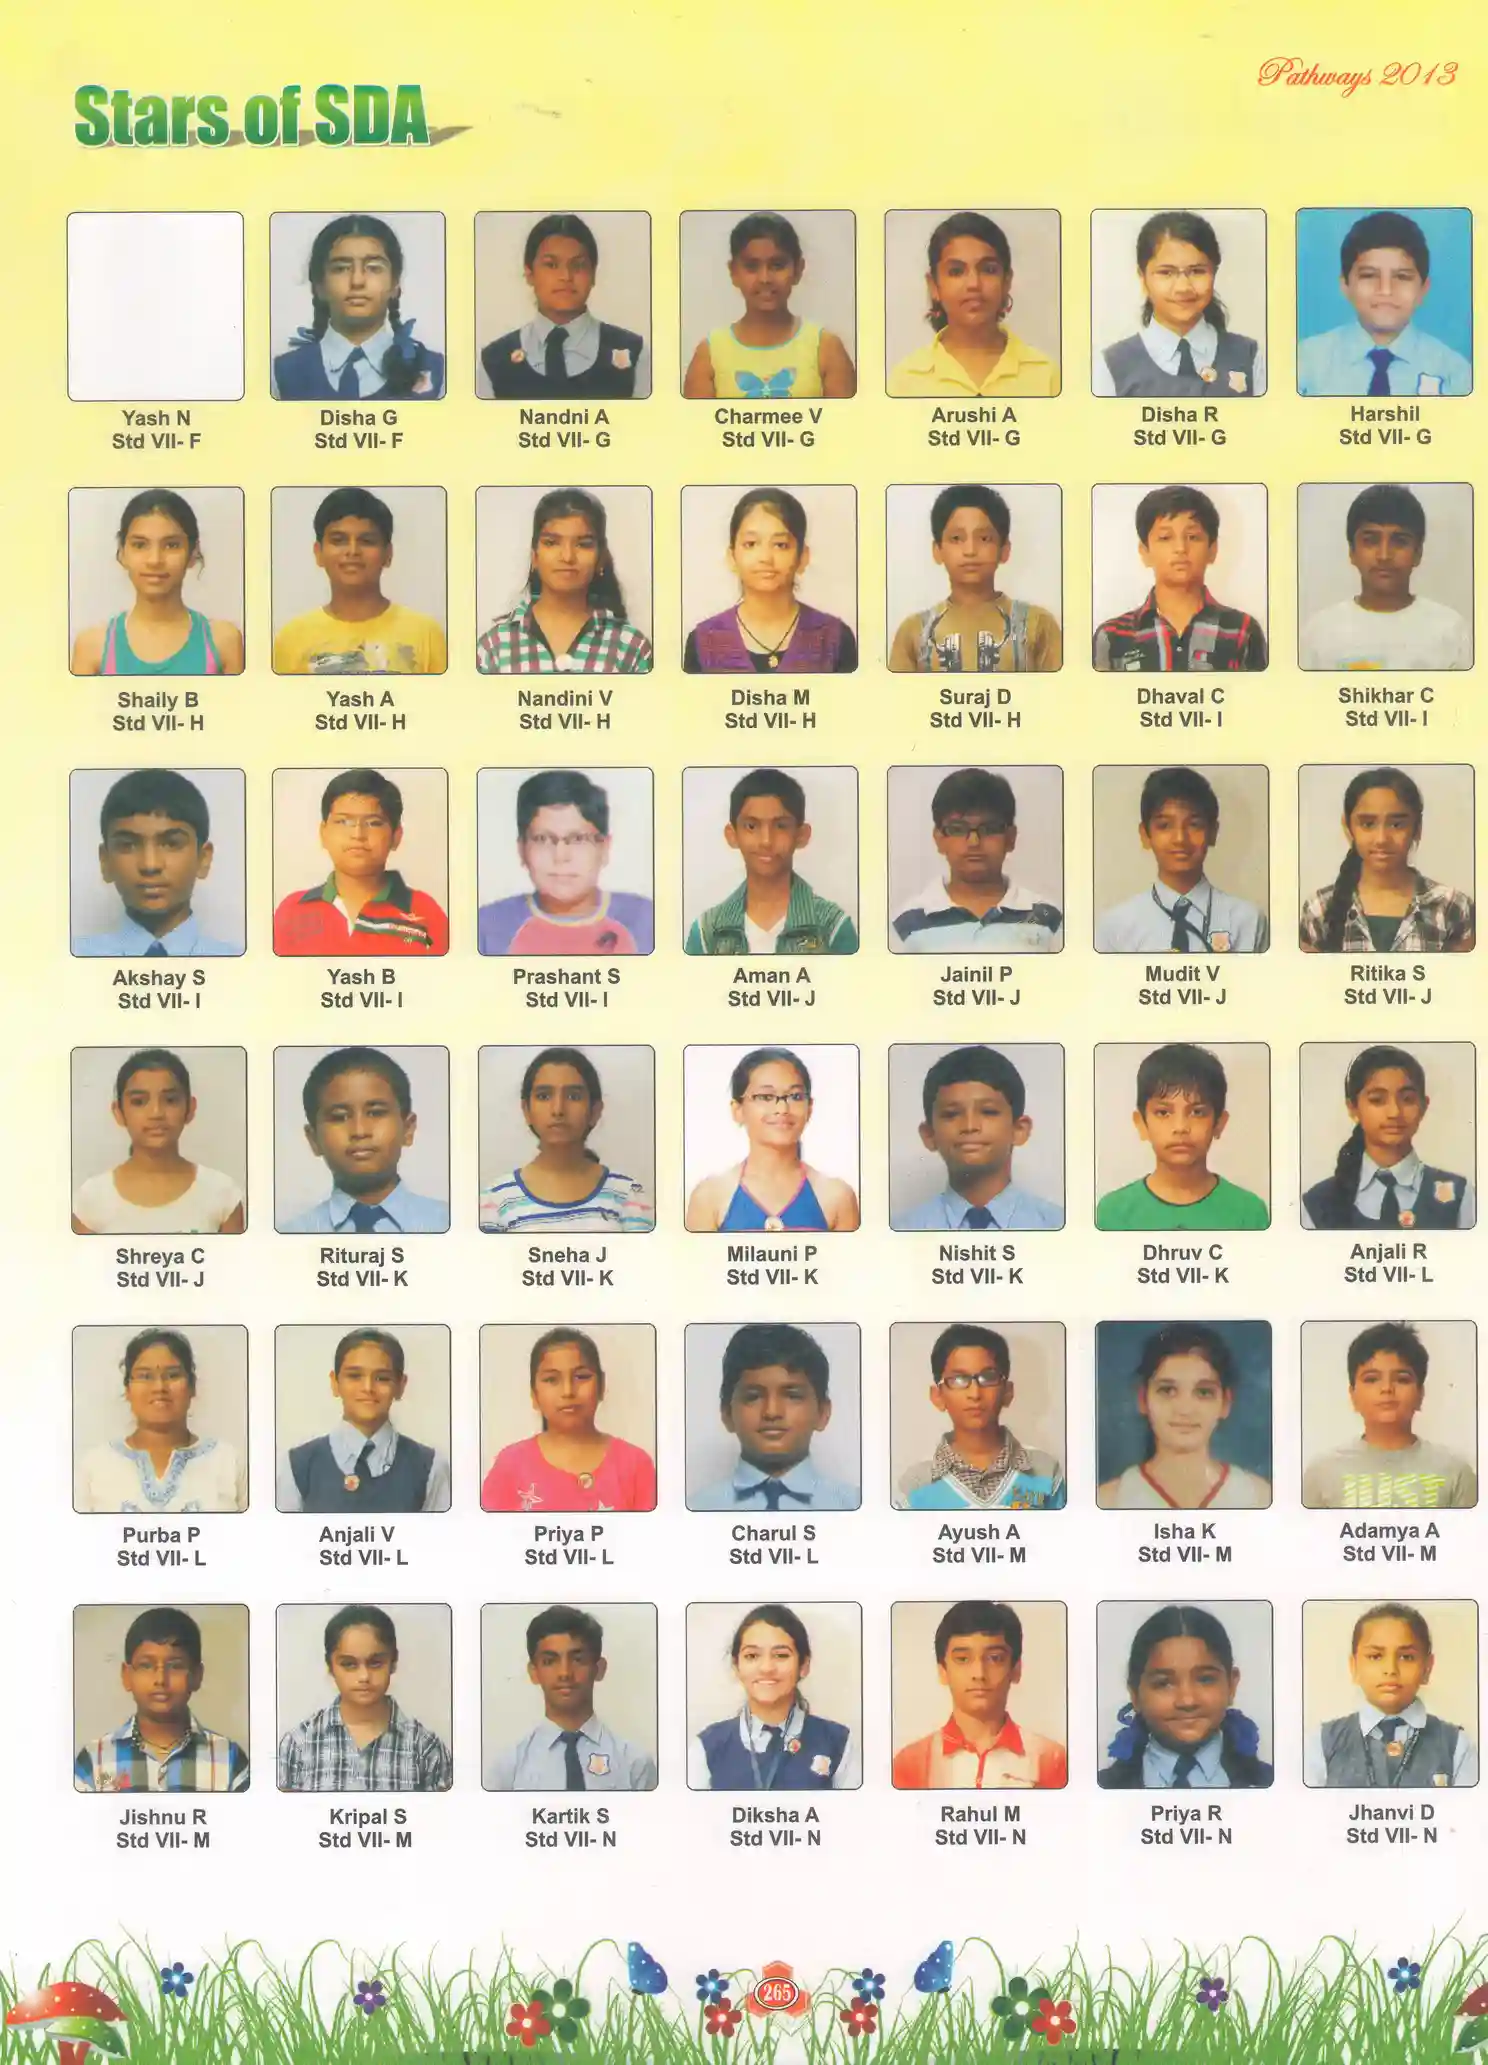 Pathways 2013
Stars of SDA
Yash N
Std VII- F
Disha G
Std VII- F
Nandni A
Std VII- G
Charmee V
Std VII- G
Arushi A
Std VII- G
Disha R
Std VII- G
Harshil
Std VII- G
Shaily B
Std VII- H
Yash A
Std VII- H
Nandini V
Std VII- H
Disha M
Std VII- H
Suraj D
Std VII- H
Dhaval C
Std VII- I
Shikhar C
Std VII- I
Akshay S
Std VII- I
Yash B
Std VII- I
Prashant S
Std VII- I
Aman A
Std VII- J
Jainil P
Std VII- J
Mudit V
Std VII- J
Ritika S
Std VII- J
Shreya C
Std VII- J
Rituraj S
Std VII- K
Sneha J
Std VII- K
Milauni P
Std VII- K
Nishit S
Std VII- K
Dhruv C
Std VII- K
Anjali R
Std VII- L
Purba P
Std VII- L
Anjali V
Std VII- L
Priya P
Std VII- L
Charul S
Std VII- L
Ayush A
Std VII- M
Isha K
Std VII- M
Adamya A
Std VII- M
Jishnu R
Std VII- M
Kripal S
Std VII- M
Kartik S
Std VII- N
Diksha A
Std VII- N
Rahul M
Std VII- N
Priya R
Std VII- N
Jhanvi D
Std VII- N
265